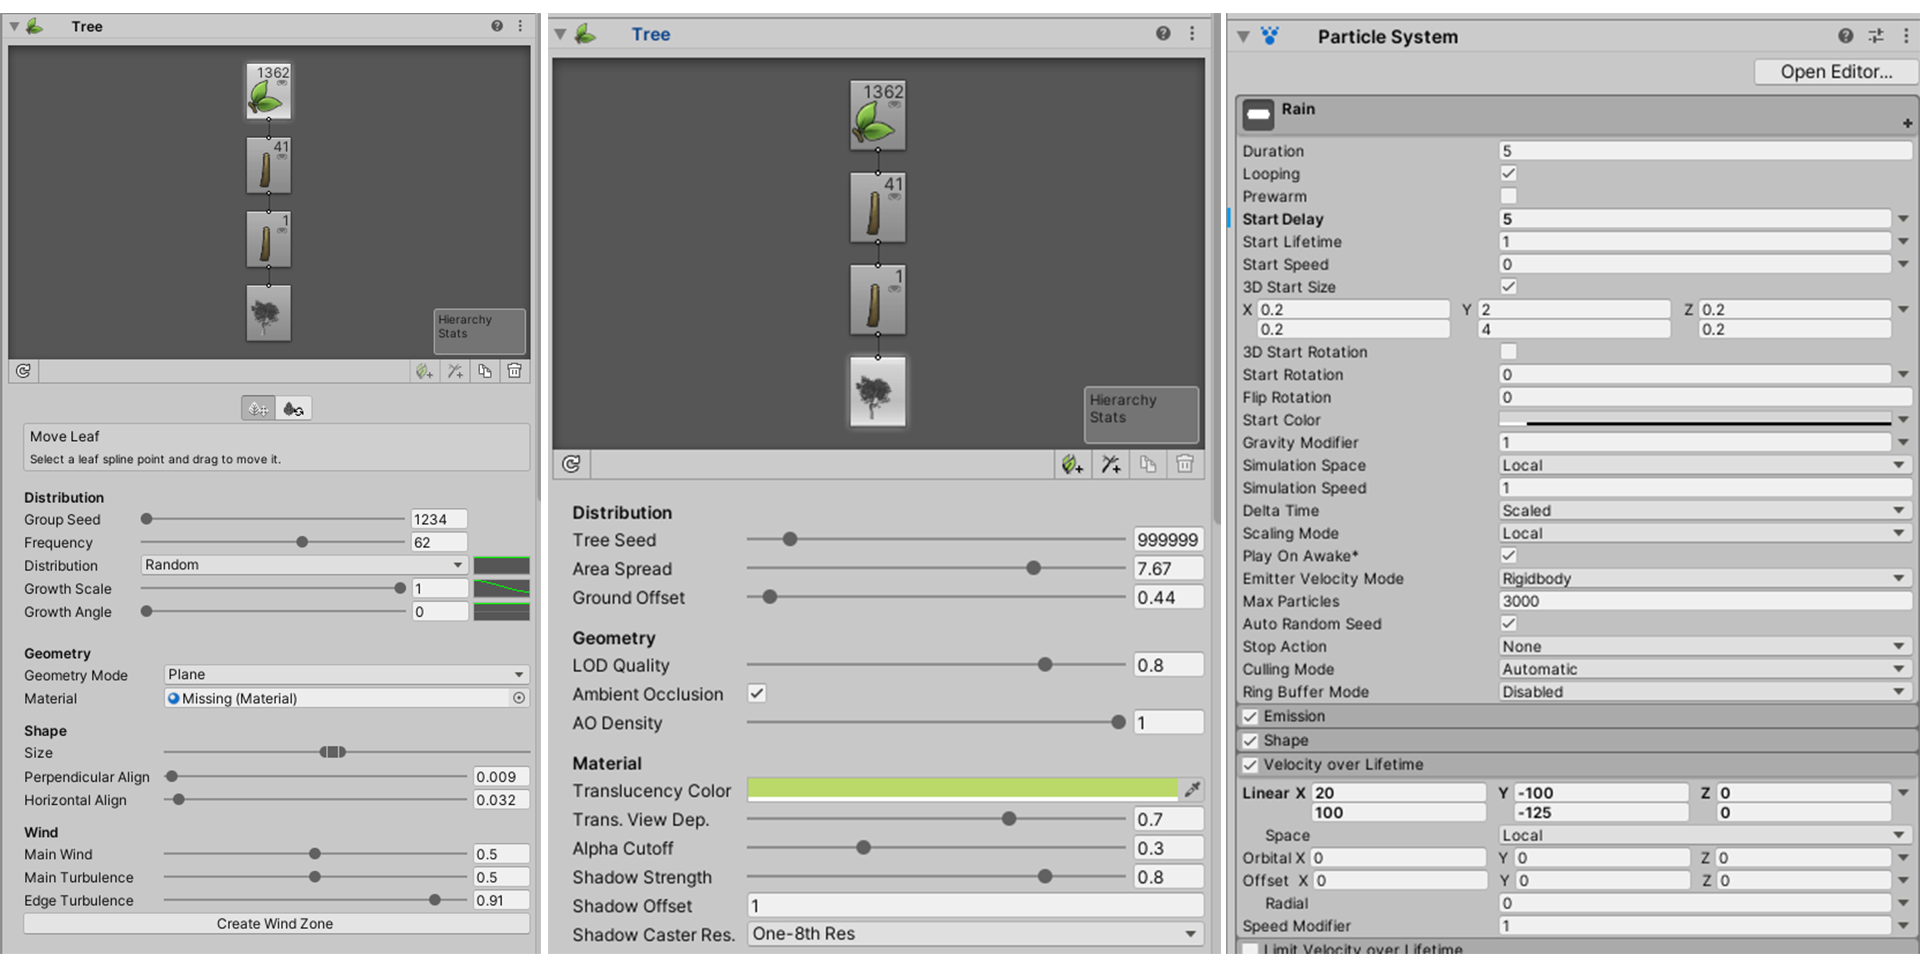 Tree
1362
41
1
Hierarchy
Stats
Move Leaf
Select a leaf spline point and drag to move it.
Distribution
Group Seed 1234
Frequency 62
Distribution Random
Growth Scale 1
Growth Angle 0
Geometry
Geometry Mode Plane
Material Missing (Material)
Shape
Size
Perpendicular Align 0.009
Horizontal Align 0.032
Wind
Main Wind 0.5
Main Turbulence 0.5
Edge Turbulence 0.91
Create Wind Zone
Tree
1362
41
1
Hierarchy
Stats
Distribution
Tree Seed 999999
Area Spread 7.67
Ground Offset 0.44
Geometry
LOD Quality 0.8
Ambient Occlusion
AO Density 1
Material
Translucency Color
Trans. View Dep. 0.7
Alpha Cutoff 0.3
Shadow Strength 0.8
Shadow Offset 1
Shadow Caster Res. One-8th Res
Particle System
Open Editor...
Rain
Duration 5
Looping
Prewarm
Start Delay 5
Start Lifetime 1
Start Speed 0
3D Start Size
X 0.2 Y 2 Z 0.2
0.2 4 0.2
3D Start Rotation
Start Rotation 0
Flip Rotation 0
Start Color
Gravity Modifier 1
Simulation Space Local
Simulation Speed 1
Delta Time Scaled
Scaling Mode Local
Play On Awake*
Emitter Velocity Mode Rigidbody
Max Particles 3000
Auto Random Seed
Stop Action None
Culling Mode Automatic
Ring Buffer Mode Disabled
Emission
Shape
Velocity over Lifetime
Linear X 20 Y -100 Z 0
100 -125 0
Space Local
Orbital X 0 Y 0 Z 0
Offset X 0 Y 0 Z 0
Radial 0
Speed Modifier 1
Limit Velocity over Lifetime